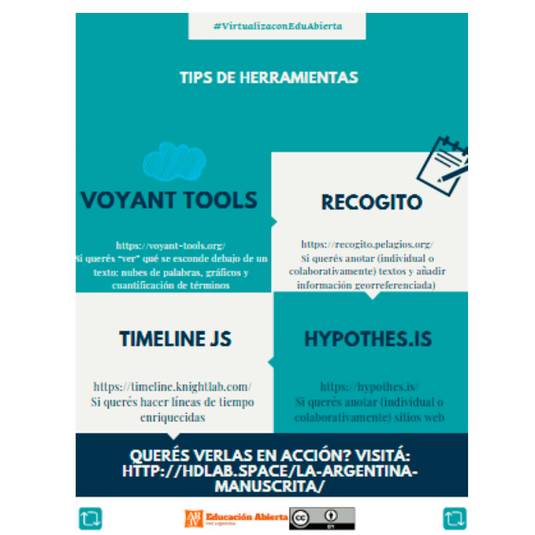 #VirtualizaconEduAbierta
TIPS DE HERRAMIENTAS
VOYANT TOOLS
https://voyant-tools.org/
Si querés “ver” qué se esconde debajo de un
texto: nubes de palabras, gráficos y
cuantificación de términos
RECOGITO
https://recogito.pelagios.org/
Si querés anotar (individual o
colaborativamente) textos y añadir
información georreferenciada)
TIMELINE JS
https://timeline.knightlab.com/
Si querés hacer líneas de tiempo
enriquecidas
HYPOTHES.IS
https://hypothes.is/
Si querés anotar (individual o
colaborativamente) sitios web
QUERÉS VERLAS EN ACCIÓN? VISITÁ:
HTTP://HDLAB.SPACE/LA-ARGENTINA-
MANUSCRITA/
Educación Abierta
cc
BY